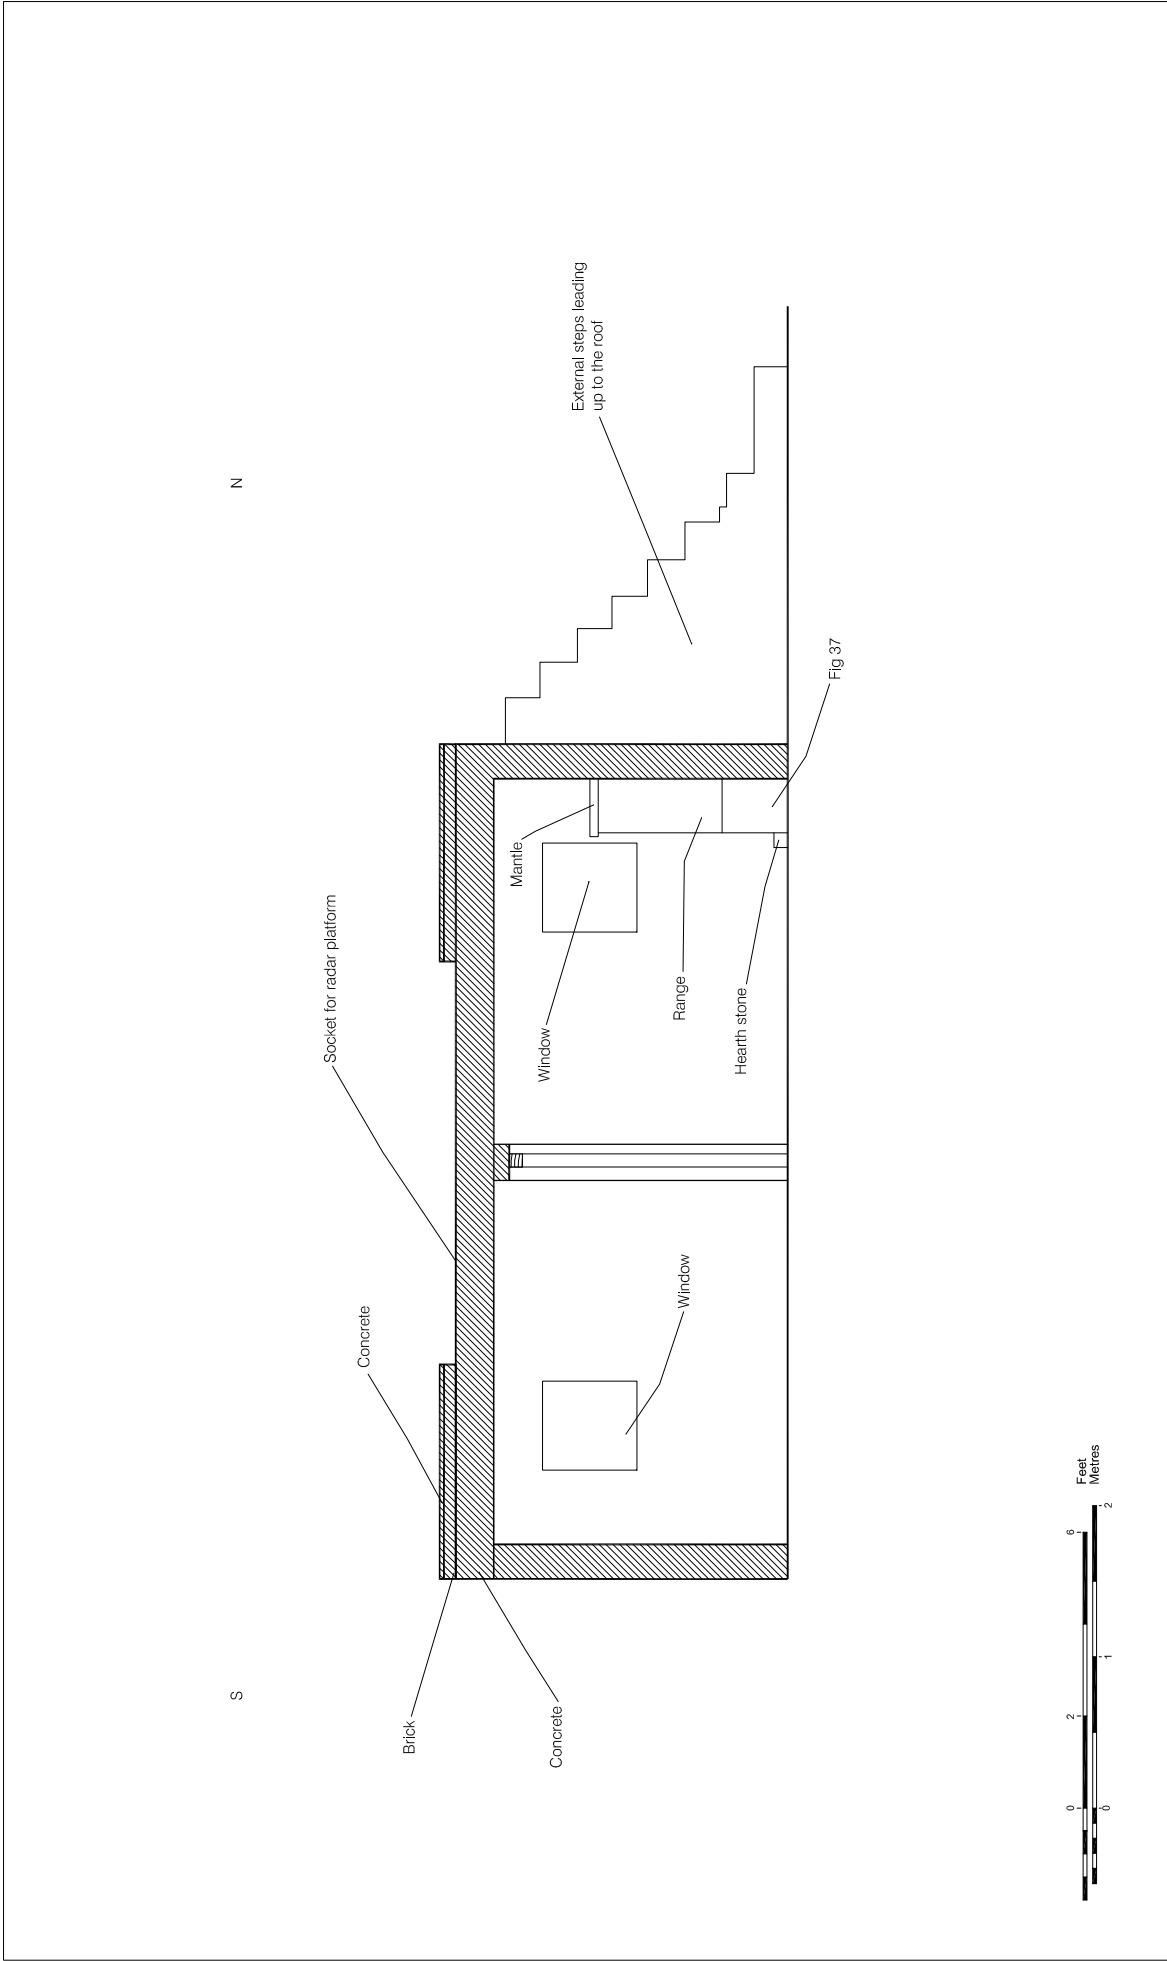 S
N
Socket for radar platform
Concrete
Brick
Concrete
External steps leading
up to the roof
Mantle
Window
Window
Range
Hearth stone
Fig 37
0
2
6
Feet
Metres
0
1
2